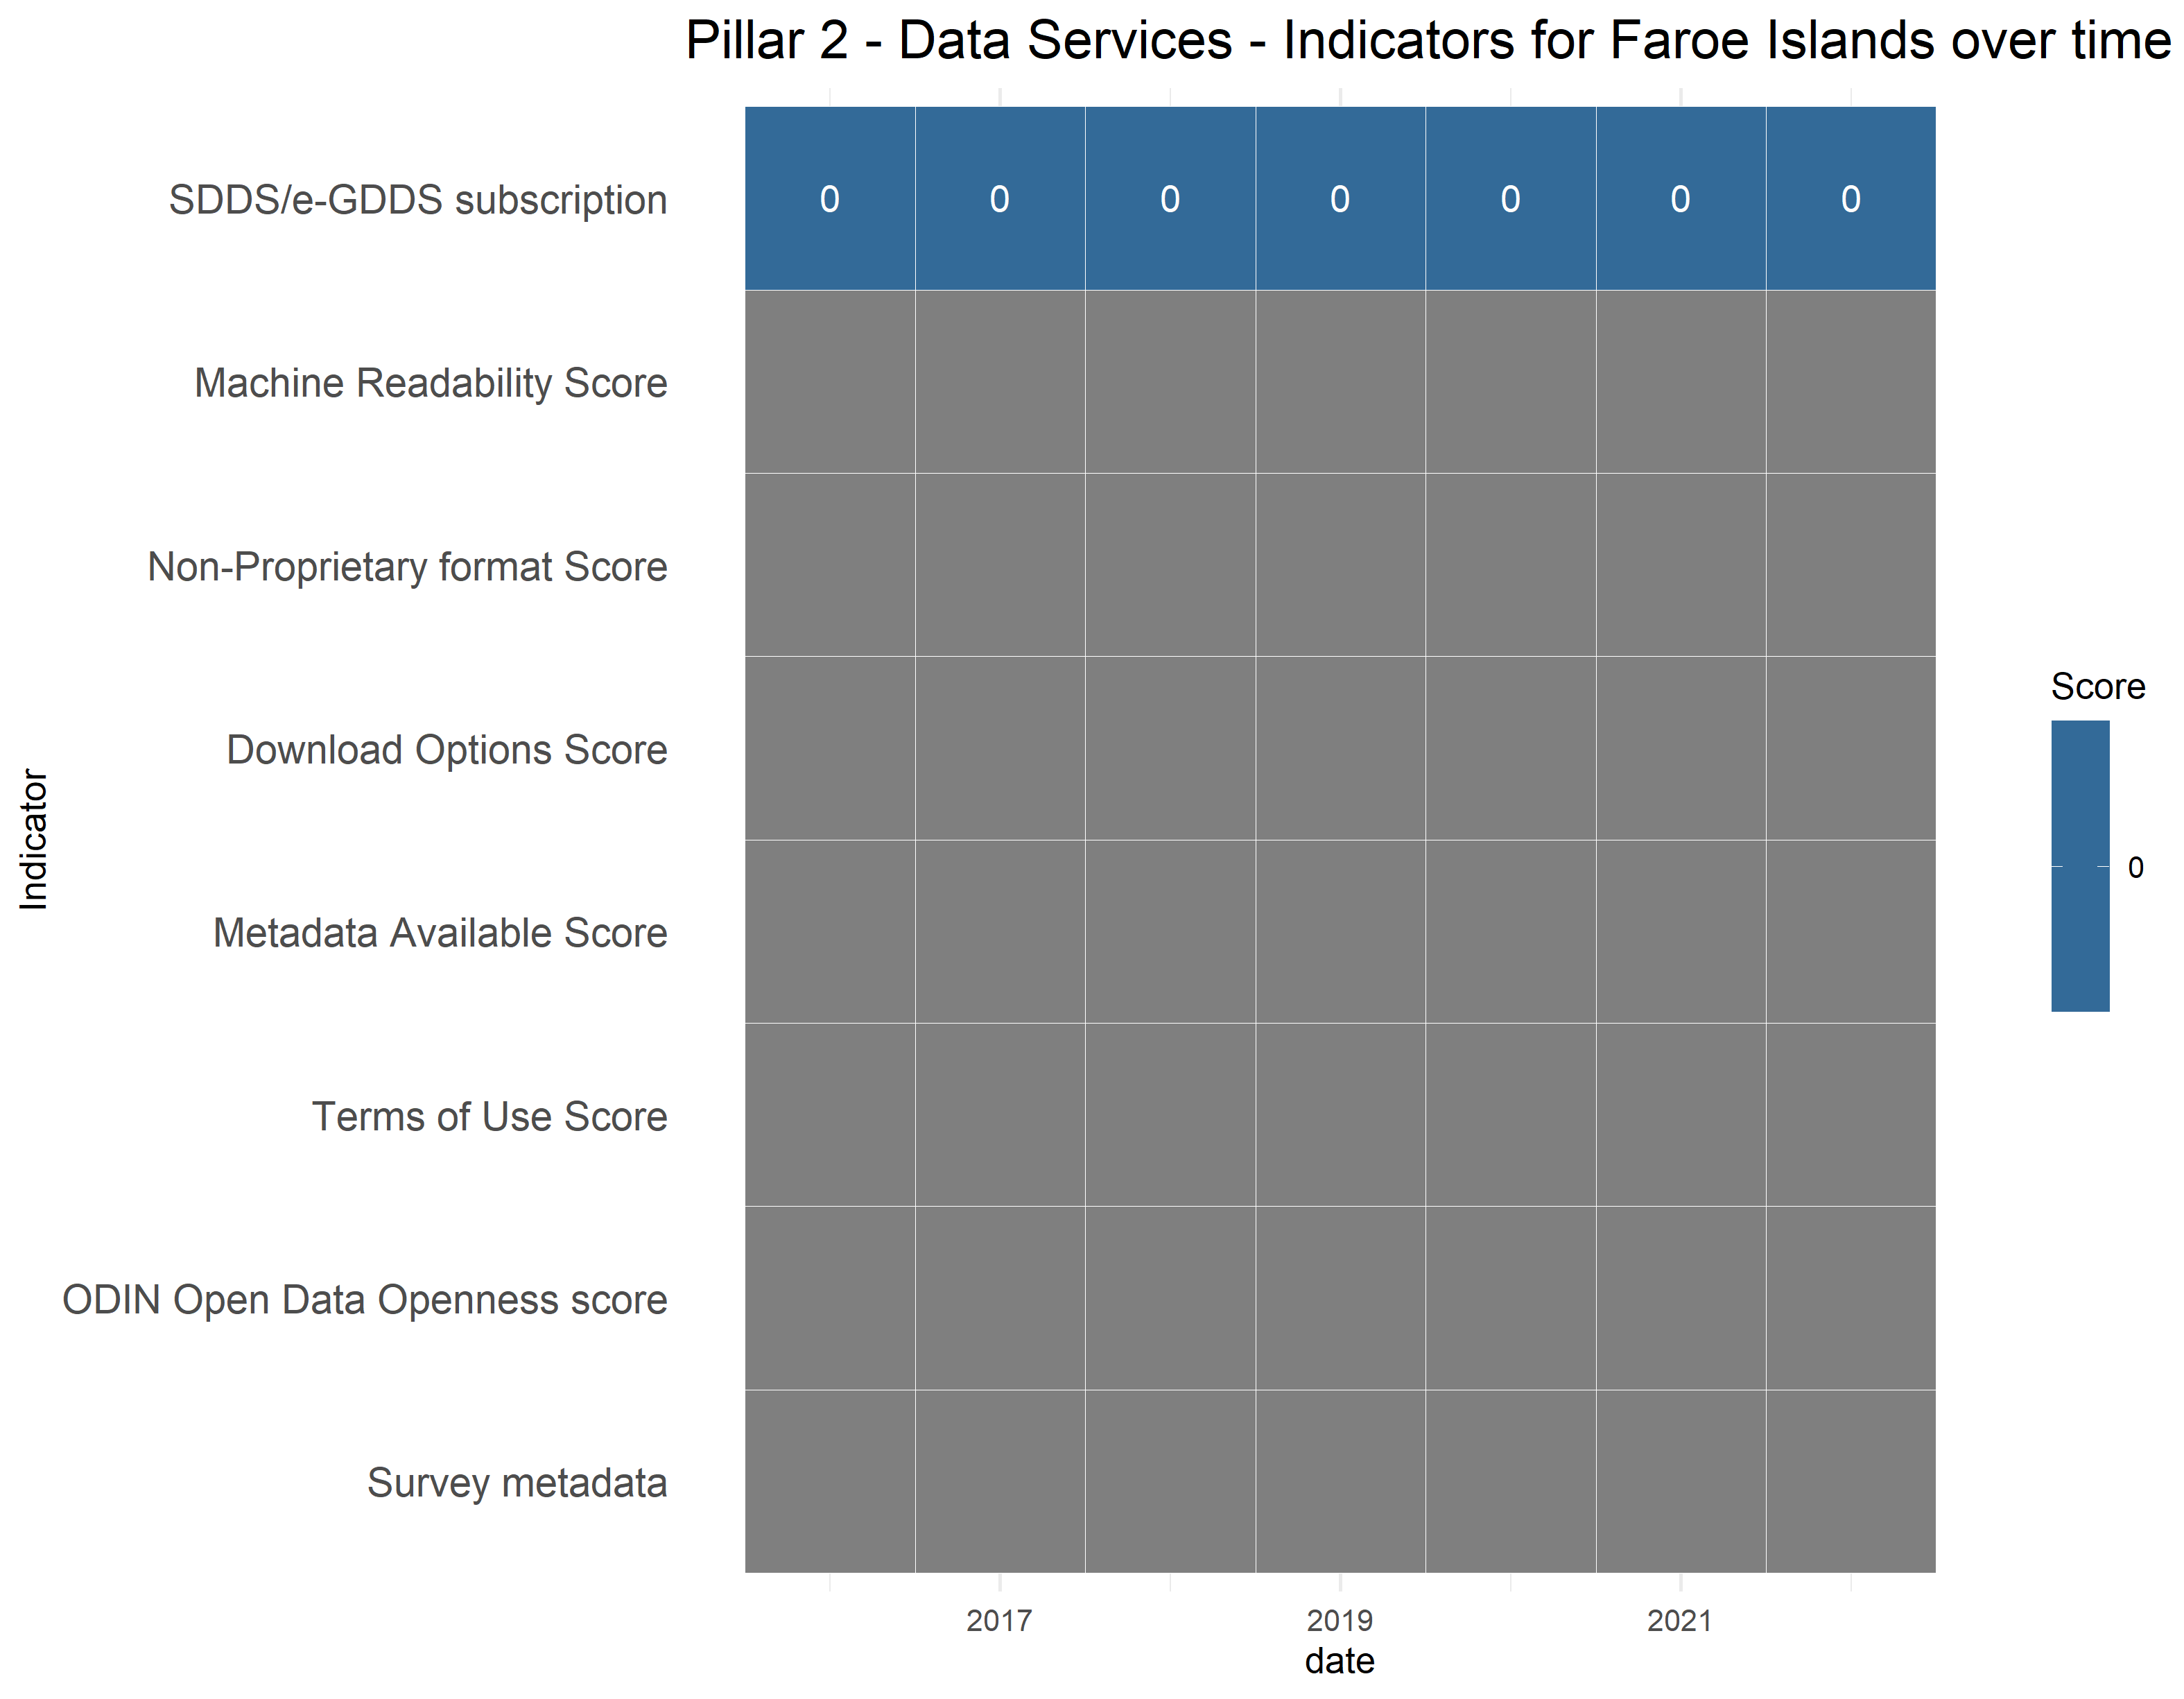 Pillar 2 - Data Services - Indicators for Faroe Islands over time
SDDS/e-GDDS subscription
0 0 0 0 0 0 0
Machine Readability Score
Non-Proprietary format Score
Download Options Score
Metadata Available Score
Terms of Use Score
ODIN Open Data Openness score
Survey metadata
Indicator
2017 2019 2021
date
Score
0